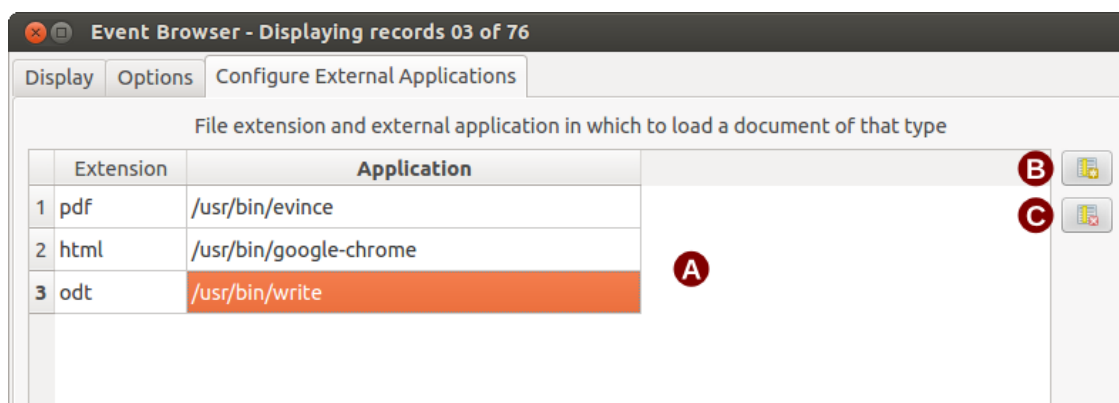 Event Browser - Displaying records 03 of 76
Display Options Configure External Applications
File extension and external application in which to load a document of that type
Extension Application B
1 pdf /usr/bin/evince C
2 html /usr/bin/google-chrome A
3 odt /usr/bin/write